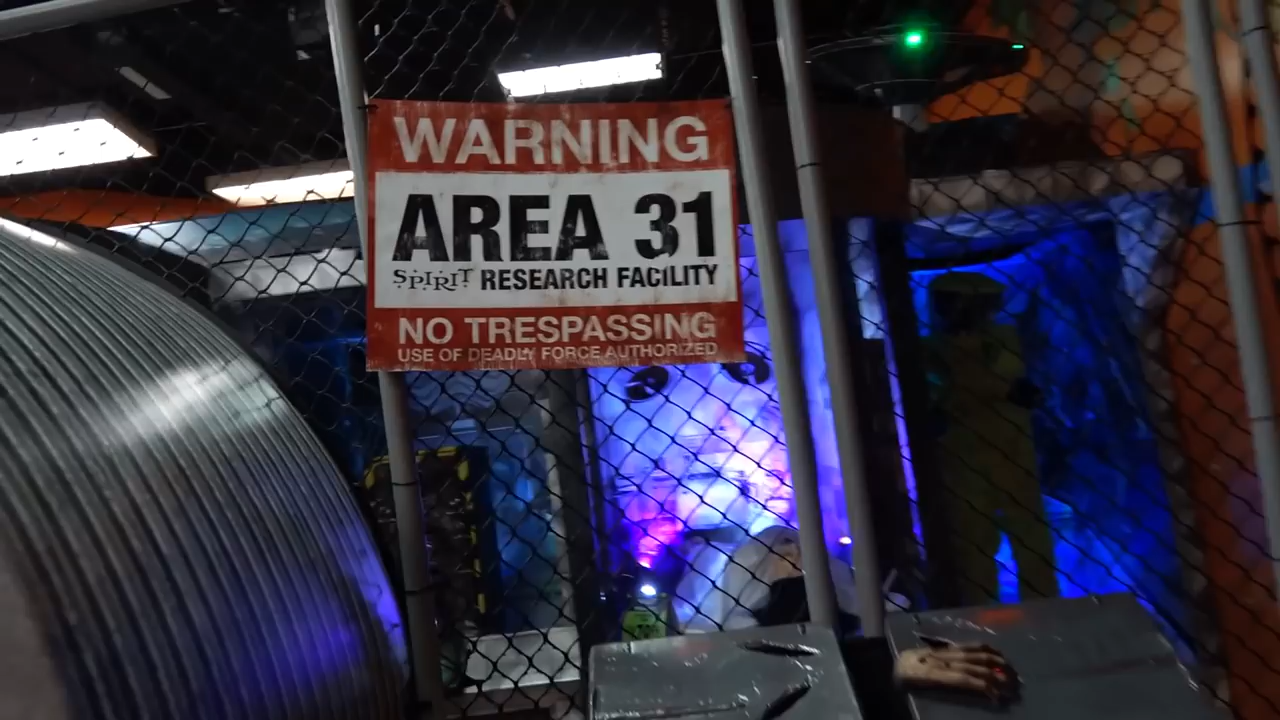 WARNING
AREA 31
SPIRIT RESEARCH FACILITY
NO TRESPASSING
USE OF DEADLY FORCE AUTHORIZED